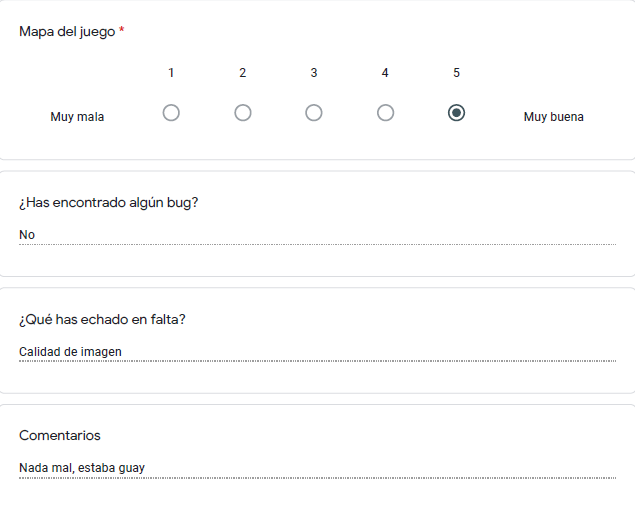 Mapa del juego *
1 2 3 4 5
Muy mala Muy buena
¿Has encontrado algún bug?
No
¿Qué has echado en falta?
Calidad de imagen
Comentarios
Nada mal, estaba guay